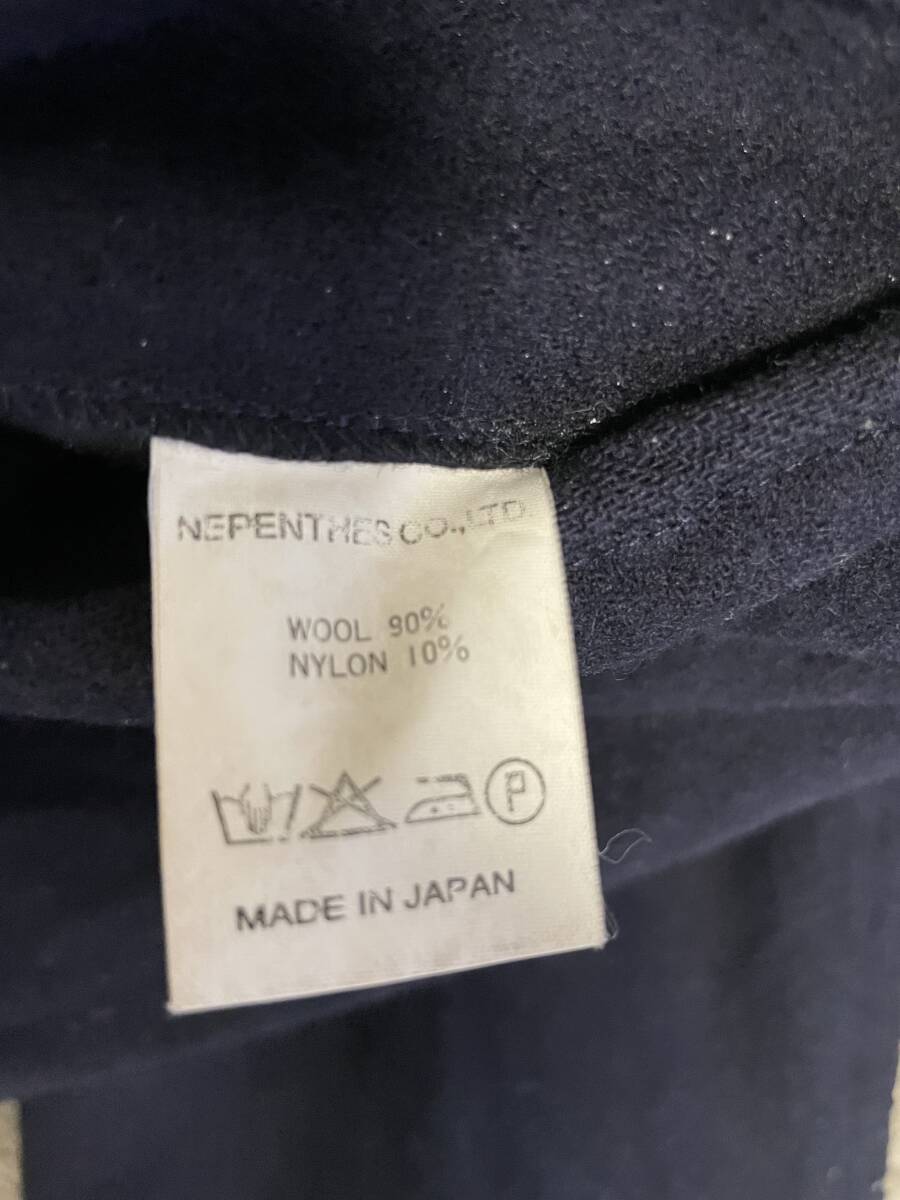 NEPENTHES CO.,LTD.
WOOL 90%
NYLON 10%
P
MADE IN JAPAN